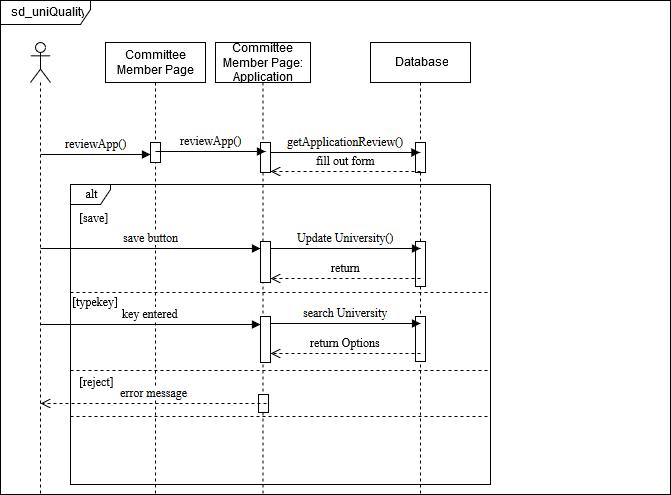 sd_uniQuality
Committee
Member Page
Committee
Member Page:
Application
Database
reviewApp()
reviewApp()
getApplicationReview()
fill out form
alt
[save]
save button
Update University()
return
[typekey]
key entered
search University
return Options
[reject]
error message